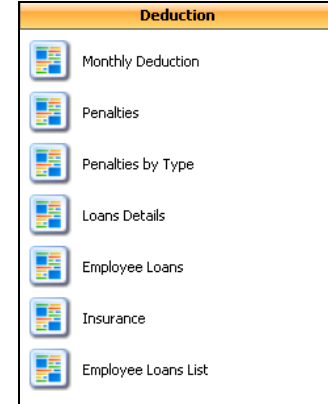 Deduction
Monthly Deduction
Penalties
Penalties by Type
Loans Details
Employee Loans
Insurance
Employee Loans List